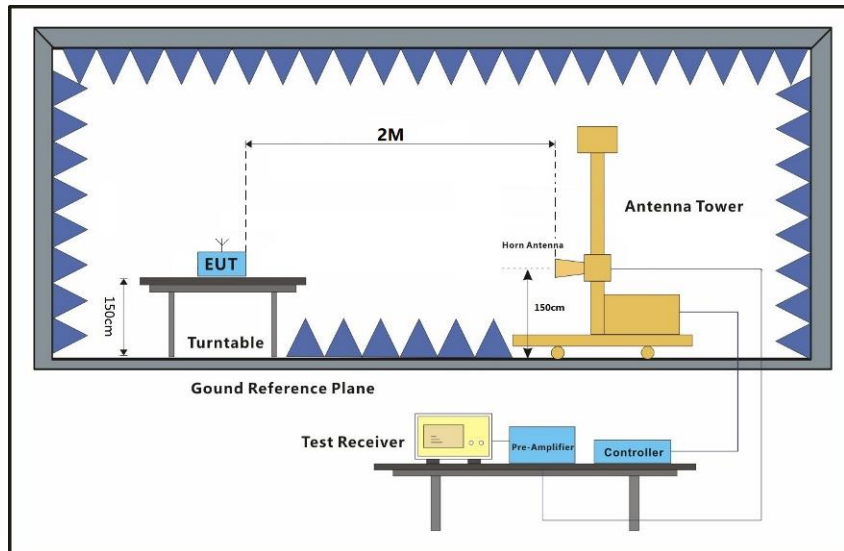 2M
Antenna Tower
Horn Antenna
EUT
150cm
150cm
Turntable
Gound Reference Plane
Test Receiver
Pre-Amplifier
Controller